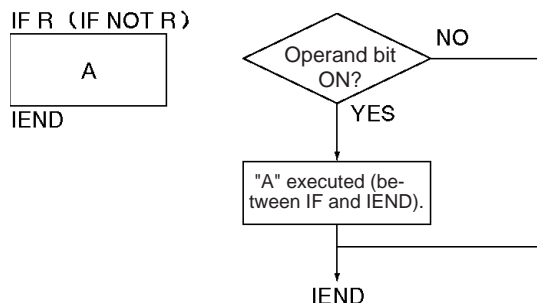 IF R (IF NOT R)
A
IEND
Operand bit
ON?
NO
YES
"A" executed (be-
tween IF and IEND).
IEND